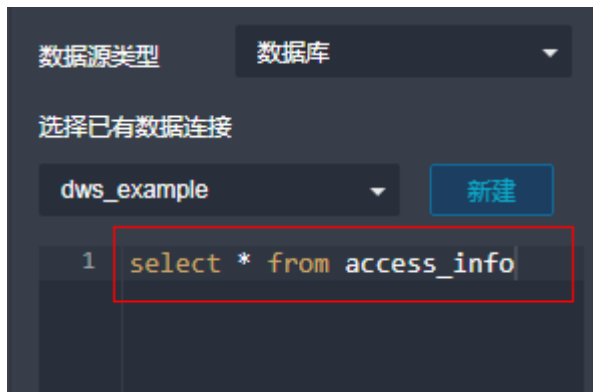 数据源类型 数据库
选择已有数据连接
dws_example 新建
1 select * from access_info